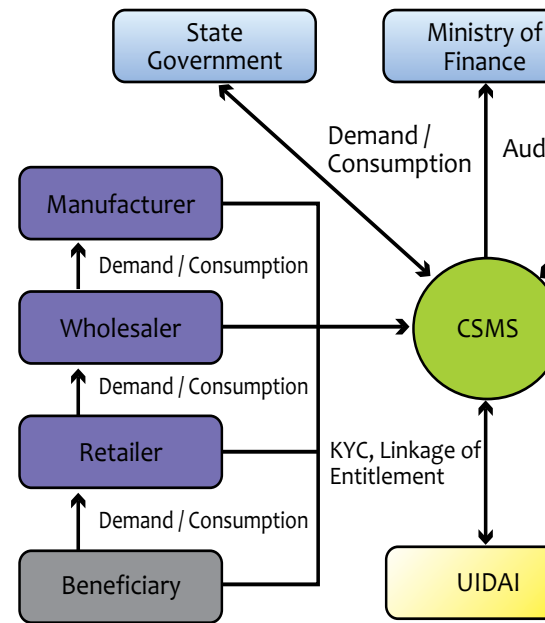 State
Government
Ministry of
Finance
Demand /
Consumption
Aud
Manufacturer
Demand / Consumption
Wholesaler
CSMS
Demand / Consumption
Retailer
KYC, Linkage of
Entitlement
Demand / Consumption
Beneficiary
UIDAI